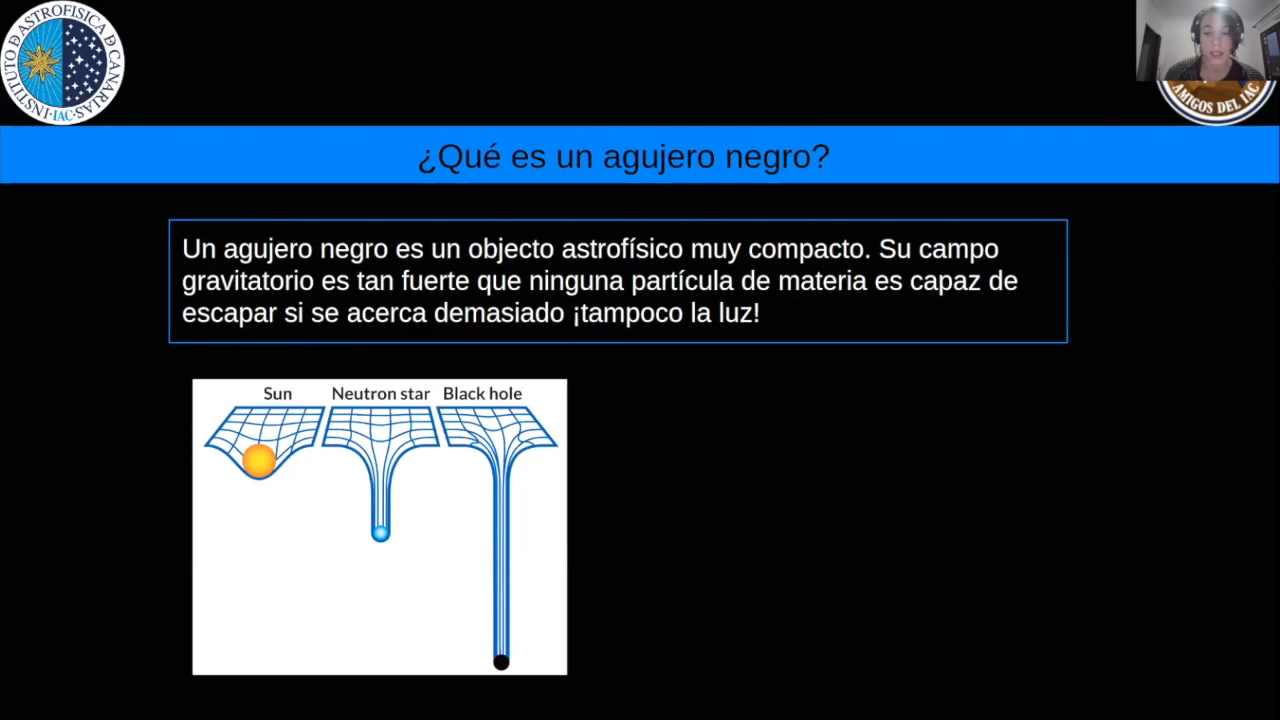 INSTITUTO D ASTROFISICA D CANARIAS
·IAC·
AMIGOS DEL IAC
¿Qué es un agujero negro?
Un agujero negro es un objecto astrofísico muy compacto. Su campo
gravitatorio es tan fuerte que ninguna partícula de materia es capaz de
escapar si se acerca demasiado ¡tampoco la luz!
Sun Neutron star Black hole